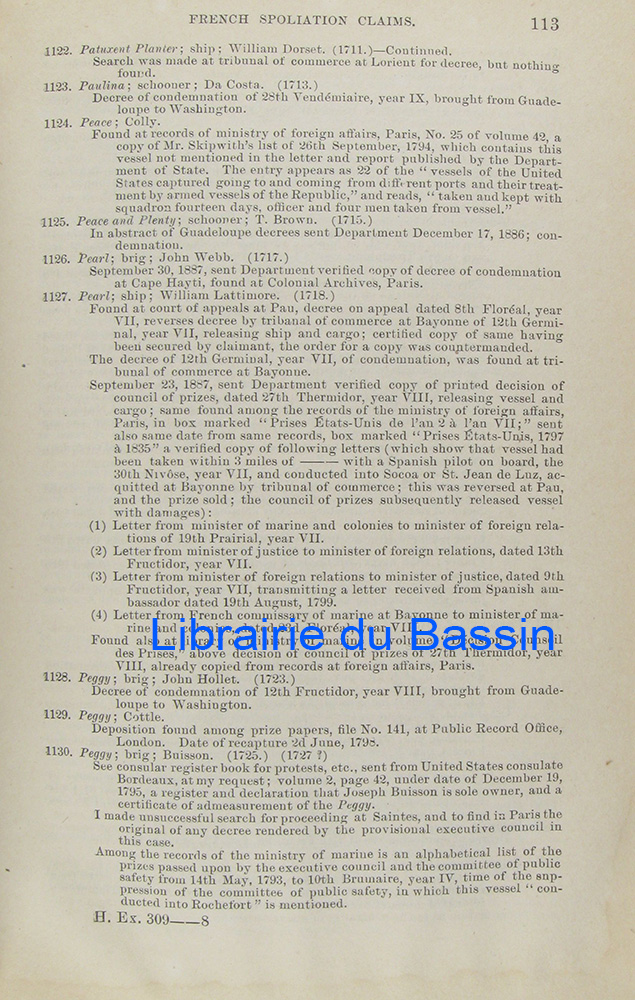 FRENCH SPOLIATION CLAIMS. 113
1122. Patuxent Planter; ship; William Dorset. (1711.)—Continued.
Search was made at tribunal of commerce at Lorient for decree, but nothing
found.
1123. Paulina; schooner; Da Costa. (1713.)
Decree of condemnation of 28th Vendémiaire, year IX, brought from Guade-
loupe to Washington.
1124. Peace; Colly.
Found at records of ministry of foreign affairs, Paris, No. 25 of volume 42, a
copy of Mr. Skipwith's list of 26th September, 1794, which contains this
vessel not mentioned in the letter and report published by the Depart-
ment of State. The entry appears as 22 of the "vessels of the United
States captured going to and coming from different ports and their treat-
ment by armed vessels of the Republic," and reads, "taken and kept with
squadron fourteen days, officer and four men taken from vessel."
1125. Peace and Plenty; schooner; T. Brown. (1715.)
In abstract of Guadeloupe decrees sent Department December 17, 1886; con-
demnation.
1126. Pearl; brig; John Webb. (1717.)
September 30, 1887, sent Department verified copy of decree of condemnation
at Cape Hayti, found at Colonial Archives, Paris.
1127. Pearl; ship; William Lattimore. (1718.)
Found at court of appeals at Pau, decree on appeal dated 8th Floréal, year
VII, reverses decree by tribunal of commerce at Bayonne of 12th Germi-
nal, year VII, releasing ship and cargo; certified copy of same having
been secured by claimant, the order for a copy was countermanded.
The decree of 12th Germinal, year VII, of condemnation, was found at tri-
bunal of commerce at Bayonne.
September 23, 1887, sent Department verified copy of printed decision of
council of prizes, dated 27th Thermidor, year VIII, releasing vessel and
cargo; same found among the records of the ministry of foreign affairs,
Paris, in box marked "Prises États-Unis de l'an 2 à l'an VII;" sent
also same date from same records, box marked "Prises États-Unis, 1797
à 1835" a verified copy of following letters (which show that vessel had
been taken within 3 miles of —— with a Spanish pilot on board, the
30th Nivôse, year VII, and conducted into Socoa or St. Jean de Luz, ac-
quitted at Bayonne by tribunal of commerce; this was reversed at Pau,
and the prize sold; the council of prizes subsequently released vessel
with damages):
(1) Letter from minister of marine and colonies to minister of foreign rela-
tions of 19th Prairial, year VII.
(2) Letter from minister of justice to minister of foreign relations, dated 13th
Fructidor, year VII.
(3) Letter from minister of foreign relations to minister of justice, dated 9th
Fructidor, year VII, transmitting a letter received from Spanish am-
bassador dated 19th August, 1799.
(4) Letter from French commissary of marine at Bayonne to minister of ma-
rine and colonies, dated 23d Floréal, year VII.
Librairie du Bassin
Found also at library of ministry of marine, volume Conseil
des Prises," above decision of council of prizes of 27th Thermidor, year
VIII, already copied from records at foreign affairs, Paris.
1128. Peggy; brig; John Hollet. (1723.)
Decree of condemnation of 12th Fructidor, year VIII, brought from Guade-
loupe to Washington.
1129. Peggy; Cottle.
Deposition found among prize papers, file No. 141, at Public Record Office,
London. Date of recapture 2d June, 1798.
1130. Peggy; brig; Buisson. (1725.) (1727 ?)
See consular register book for protests, etc., sent from United States consulate
Bordeaux, at my request; volume 2, page 42, under date of December 19,
1795, a register and declaration that Joseph Buisson is sole owner, and a
certificate of admeasurement of the Peggy.
I made unsuccessful search for proceeding at Saintes, and to find in Paris the
original of any decree rendered by the provisional executive council in
this case.
Among the records of the ministry of marine is an alphabetical list of the
prizes passed upon by the executive council and the committee of public
safety from 14th May, 1793, to 10th Brumaire, year IV, time of the sup-
pression of the committee of public safety, in which this vessel "con-
ducted into Rochefort" is mentioned.
H. Ex. 309——8